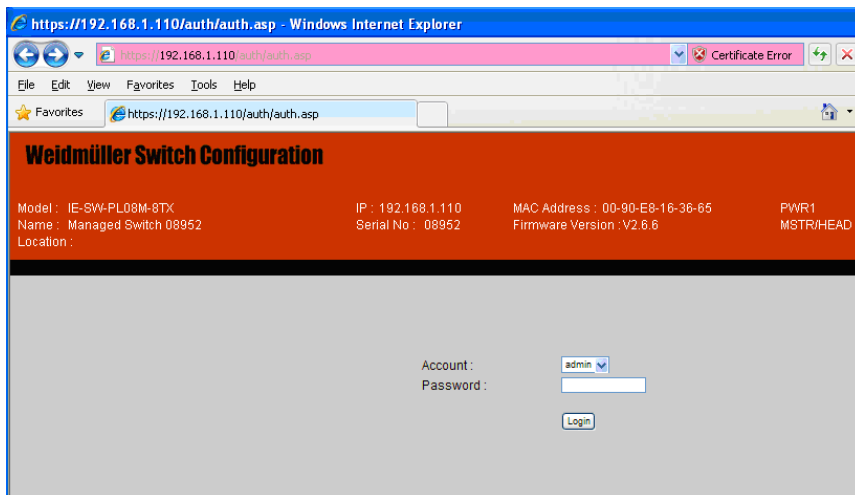 https://192.168.1.110/auth/auth.asp - Windows Internet Explorer
https://192.168.1.110/auth/auth.asp
Certificate Error
File Edit View Favorites Tools Help
Favorites
https://192.168.1.110/auth/auth.asp
Weidmüller Switch Configuration
Model : IE-SW-PL08M-8TX IP : 192.168.1.110 MAC Address : 00-90-E8-16-36-65 PWR1
Name : Managed Switch 08952 Serial No : 08952 Firmware Version : V2.6.6 MSTR/HEAD
Location :
Account : admin
Password :
Login